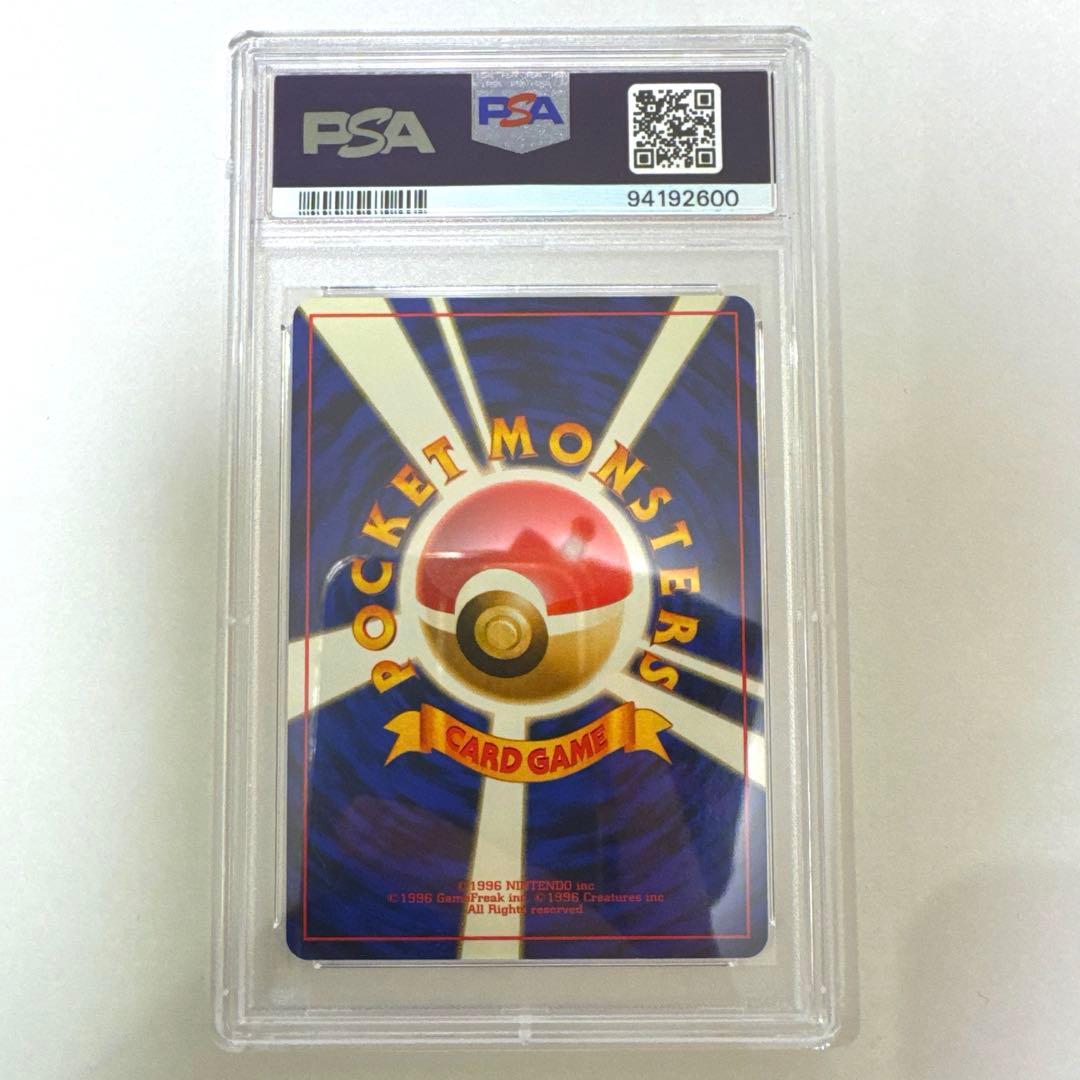 PSA
PSA
94192600
POCKET MONSTERS
CARD GAME
©1996 NINTENDO inc
©1996 GameFreak inc ©1996 Creatures inc
All Rights reserved